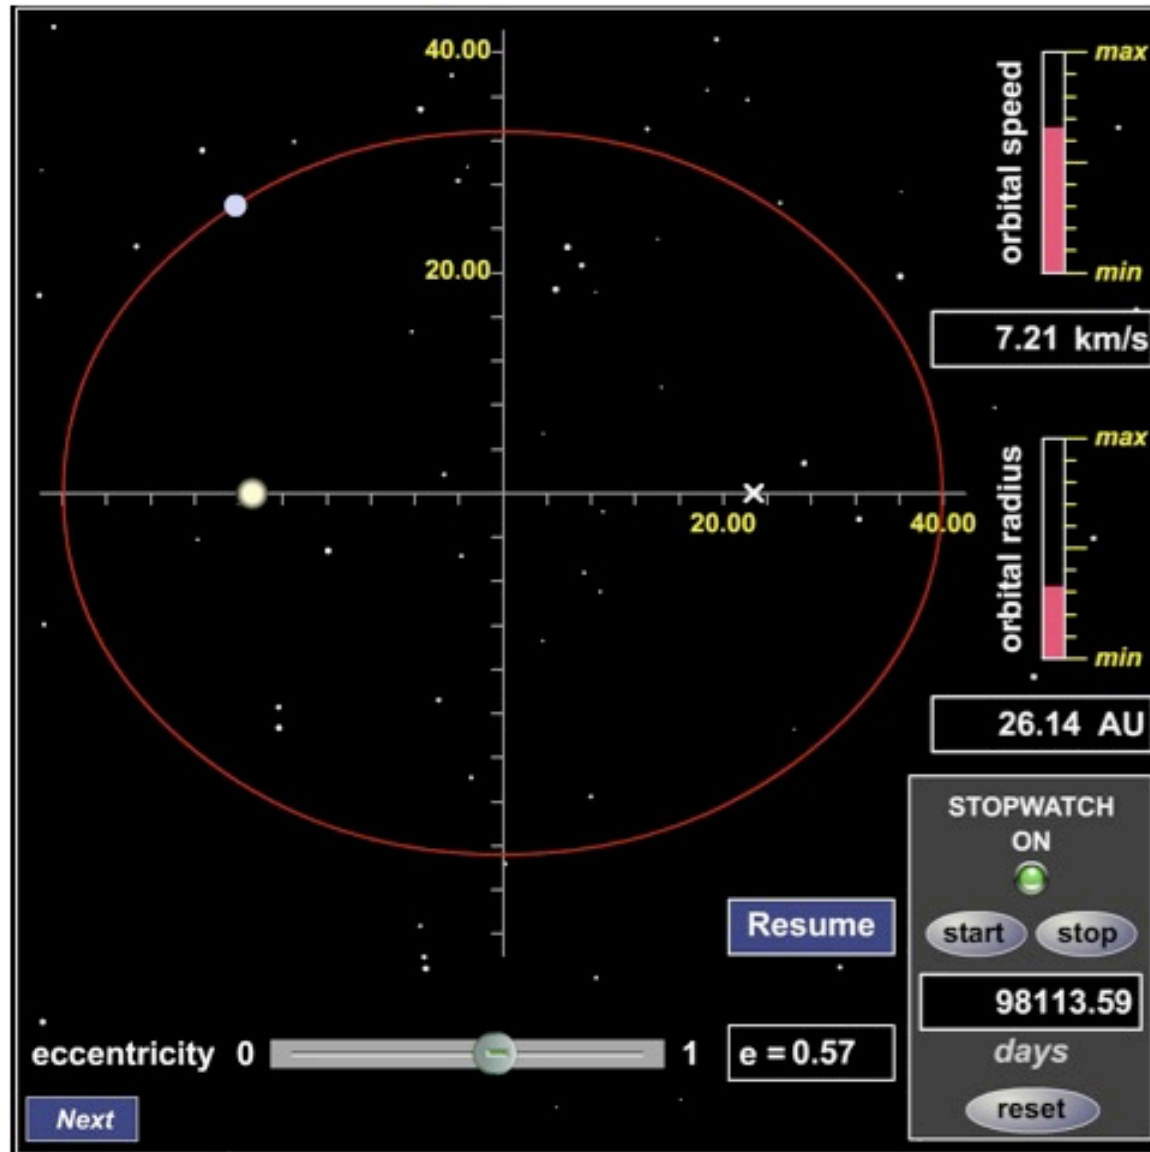 40.00
max
orbital speed
20.00
min
7.21 km/s
max
orbital radius
20.00
40.00
min
26.14 AU
STOPWATCH
ON
Resume
start
stop
98113.59
days
eccentricity 0
1
e = 0.57
Next
reset